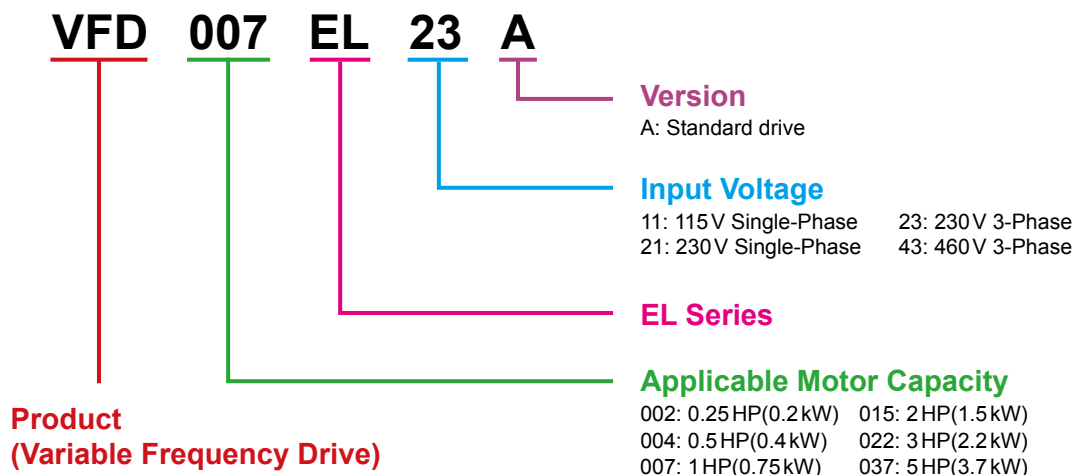 VFD 007 EL 23 A
Version
A: Standard drive
Input Voltage
11: 115V Single-Phase 23: 230V 3-Phase
21: 230V Single-Phase 43: 460V 3-Phase
EL Series
Applicable Motor Capacity
002: 0.25HP(0.2kW) 015: 2HP(1.5kW)
004: 0.5HP(0.4kW) 022: 3HP(2.2kW)
007: 1HP(0.75kW) 037: 5HP(3.7kW)
Product
(Variable Frequency Drive)